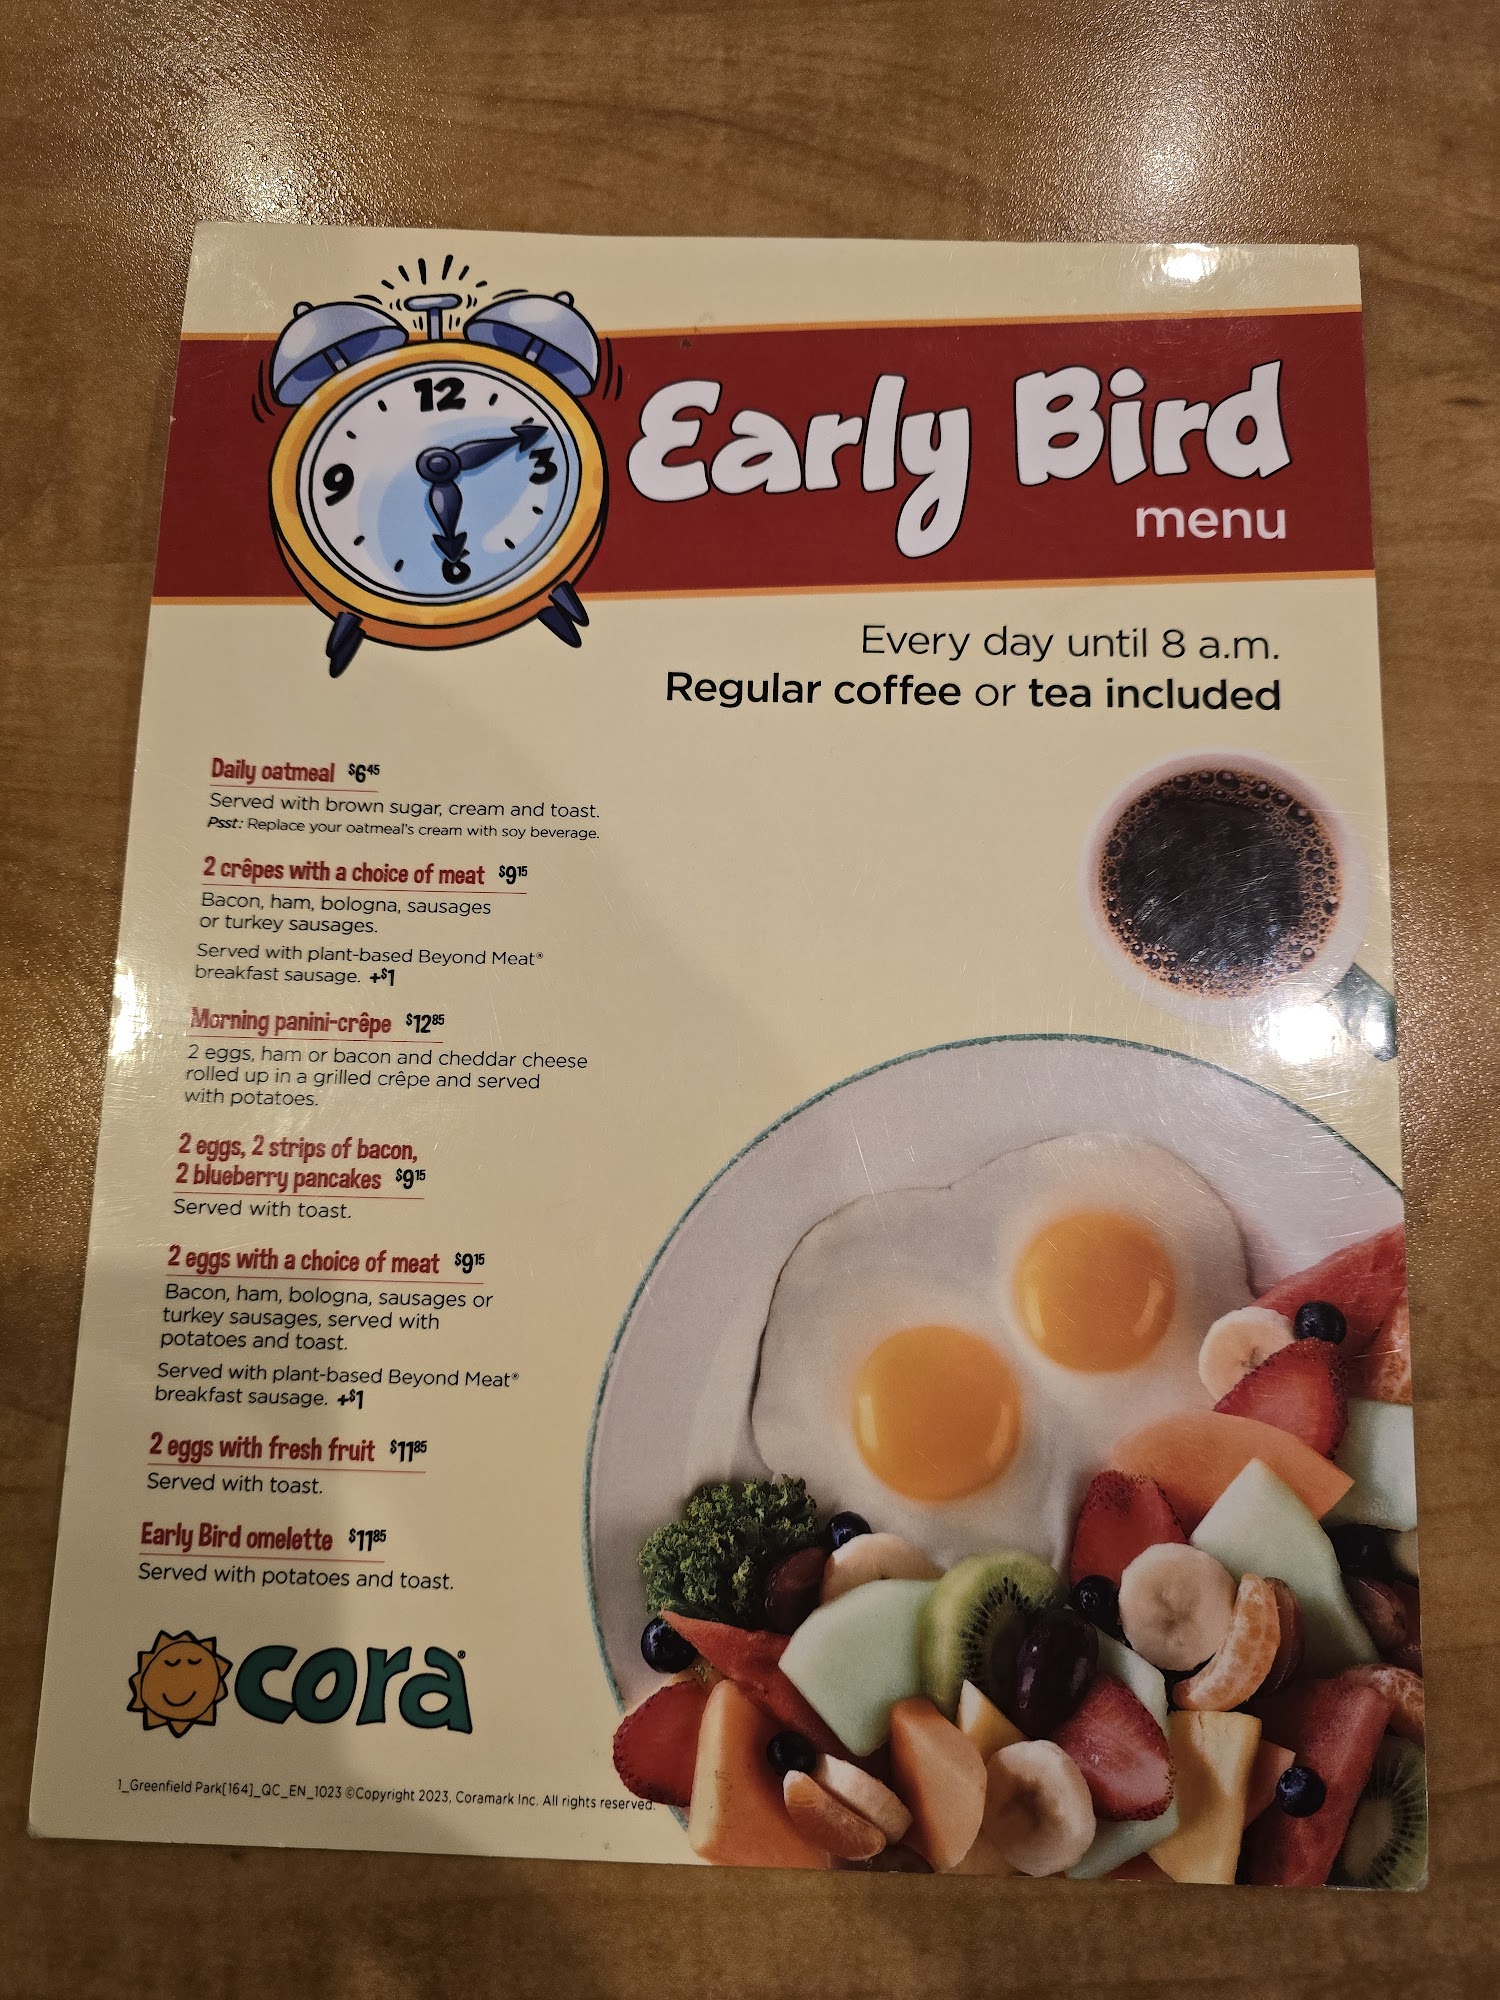 12
9
3
6
Early Bird
menu
Every day until 8 a.m.
Regular coffee or tea included
Daily oatmeal $645
Served with brown sugar, cream and toast.
Psst: Replace your oatmeal's cream with soy beverage.
2 crêpes with a choice of meat $915
Bacon, ham, bologna, sausages
or turkey sausages.
Served with plant-based Beyond Meat®
breakfast sausage. +$1
Morning panini-crêpe $1285
2 eggs, ham or bacon and cheddar cheese
rolled up in a grilled crêpe and served
with potatoes.
2 eggs, 2 strips of bacon,
2 blueberry pancakes $915
Served with toast.
2 eggs with a choice of meat $915
Bacon, ham, bologna, sausages or
turkey sausages, served with
potatoes and toast.
Served with plant-based Beyond Meat®
breakfast sausage. +$1
2 eggs with fresh fruit $1185
Served with toast.
Early Bird omelette $1185
Served with potatoes and toast.
cora®
1_Greenfield Park[164]_QC_EN_1023 ©Copyright 2023, Coramark Inc. All rights reserved.